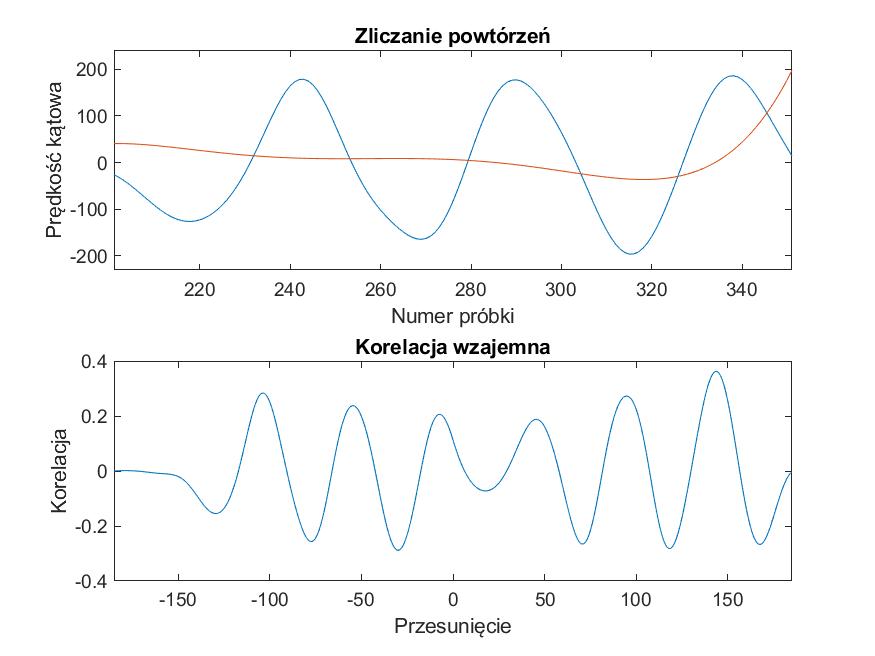 Zliczanie powtórzeń
Prędkość kątowa
200
100
0
-100
-200
220 240 260 280 300 320 340
Numer próbki
Korelacja wzajemna
Korelacja
0.4
0.2
0
-0.2
-0.4
-150 -100 -50 0 50 100 150
Przesunięcie